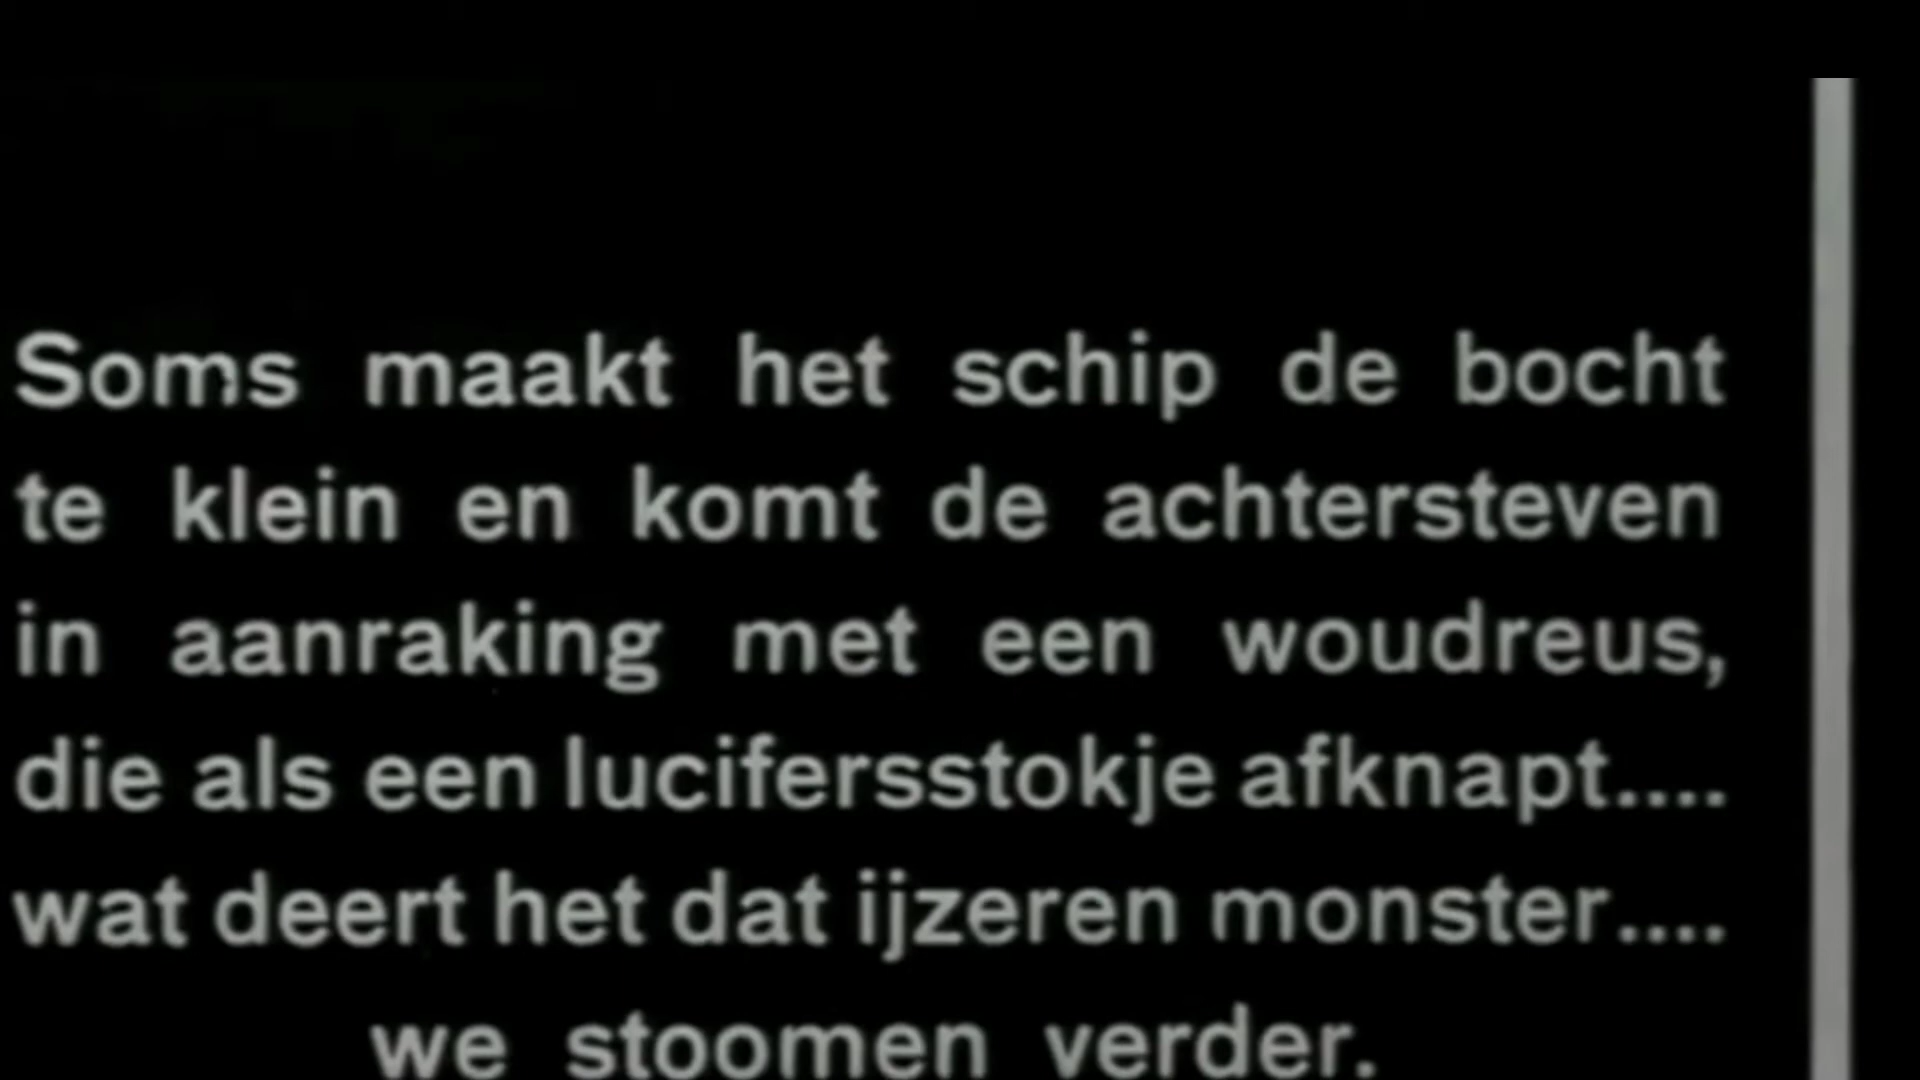 Soms maakt het schip de bocht
te klein en komt de achtersteven
in aanraking met een woudreus,
die als een lucifersstokje afknapt....
wat deert het dat ijzeren monster....
we stoomen verder.